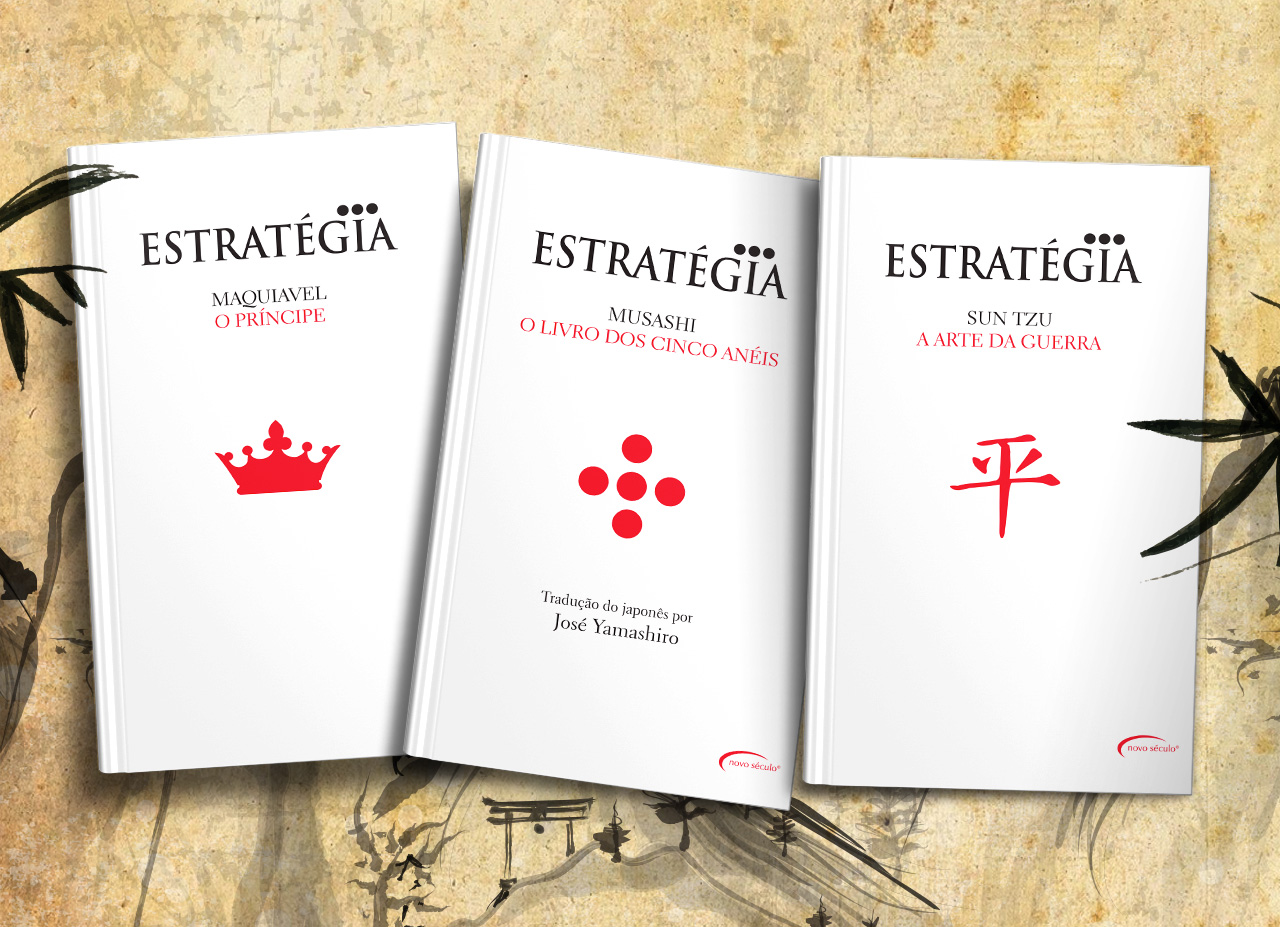 ESTRATÉGIA
MAQUIAVEL
O PRÍNCIPE
ESTRATÉGIA
MUSASHI
O LIVRO DOS CINCO ANÉIS
Tradução do japonês por
José Yamashiro
novo século®
ESTRATÉGIA
SUN TZU
A ARTE DA GUERRA
平
novo século®